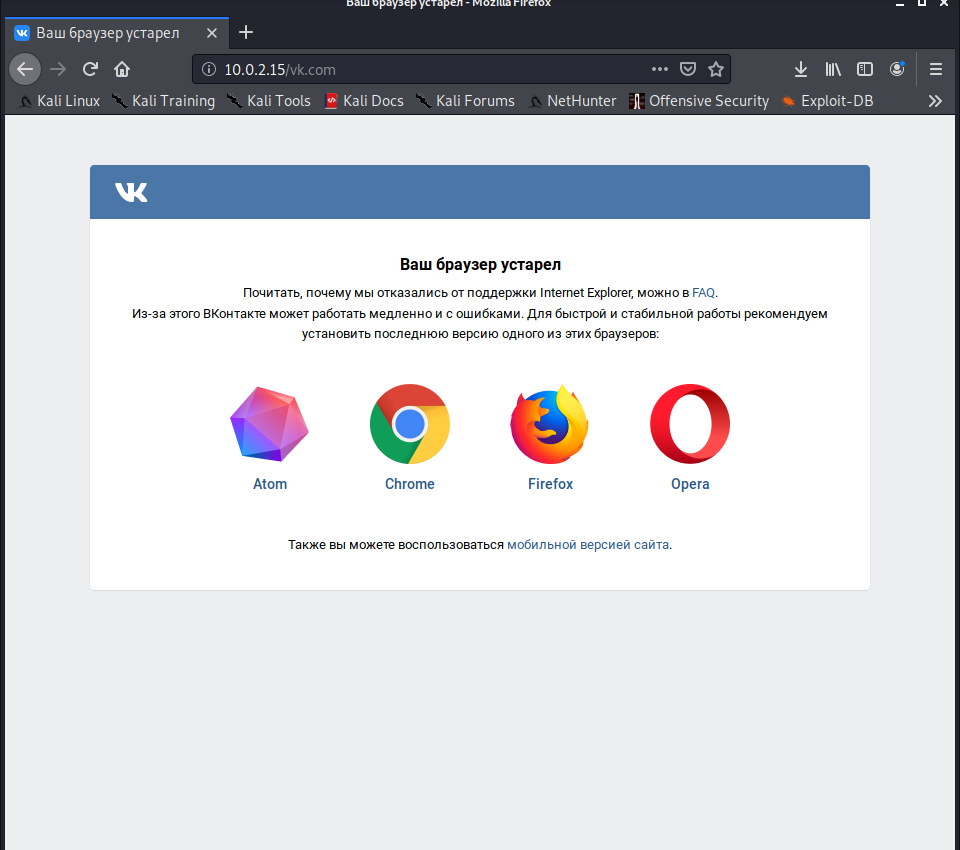 Ваш браузер устарел - Mozilla Firefox
Ваш браузер устарел
10.0.2.15/vk.com
Kali Linux Kali Training Kali Tools Kali Docs Kali Forums NetHunter Offensive Security Exploit-DB
Ваш браузер устарел
Почитать, почему мы отказались от поддержки Internet Explorer, можно в FAQ.
Из-за этого ВКонтакте может работать медленно и с ошибками. Для быстрой и стабильной работы рекомендуем
установить последнюю версию одного из этих браузеров:
Atom Chrome Firefox Opera
Также вы можете воспользоваться мобильной версией сайта.